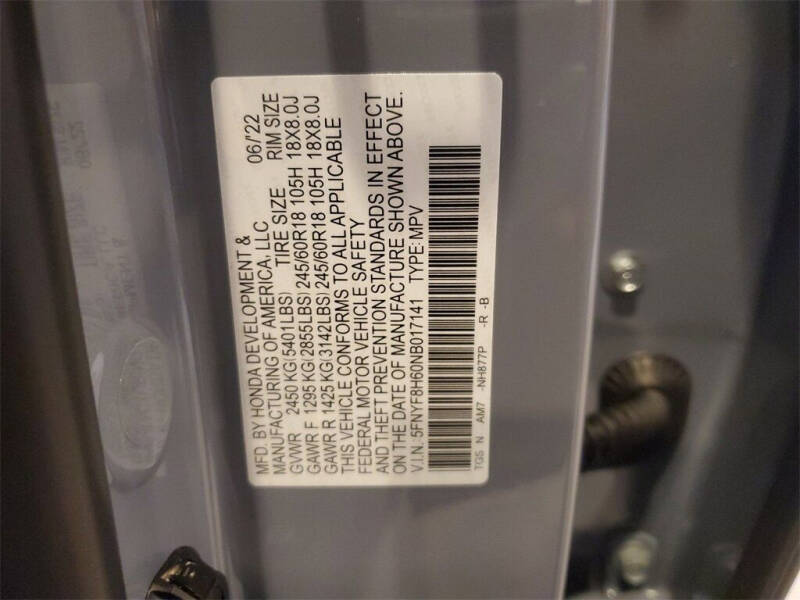 MFD. BY HONDA DEVELOPMENT &
MANUFACTURING OF AMERICA, LLC 06/'22
GVWR 2450 KG(5401LBS) TIRE SIZE RIM SIZE
GAWR F 1295 KG(2855LBS) 245/60R18 105H 18X8.0J
GAWR R 1425 KG(3142LBS) 245/60R18 105H 18X8.0J
THIS VEHICLE CONFORMS TO ALL APPLICABLE
FEDERAL MOTOR VEHICLE SAFETY
AND THEFT PREVENTION STANDARDS IN EFFECT
ON THE DATE OF MANUFACTURE SHOWN ABOVE.
V.I.N.:5FNYF8H60NB017141 TYPE:MPV
TGS N AM7 -NH877P -R -B